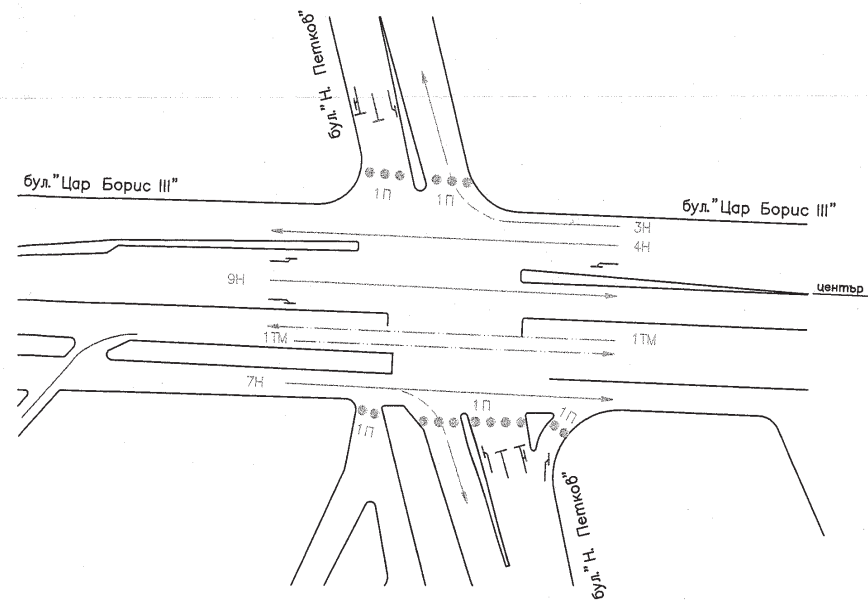 бул."Н. Петков"
бул."Цар Борис III"
1П
1П
бул."Цар Борис III"
3Н
4Н
9Н
център
1ТМ
1ТМ
7Н
1П
1П
1П
бул."Н. Петков"